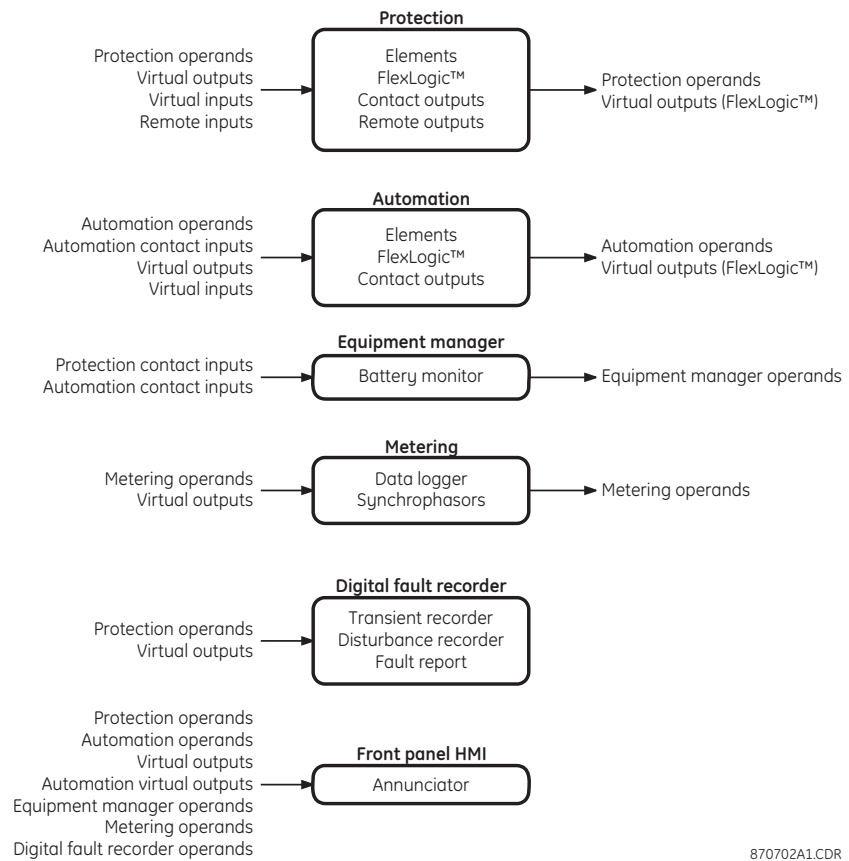 Protection
Protection operands
Virtual outputs
Virtual inputs
Remote inputs
Elements
FlexLogic™
Contact outputs
Remote outputs
Protection operands
Virtual outputs (FlexLogic™)
Automation
Automation operands
Automation contact inputs
Virtual outputs
Virtual inputs
Elements
FlexLogic™
Contact outputs
Automation operands
Virtual outputs (FlexLogic™)
Equipment manager
Protection contact inputs
Automation contact inputs
Battery monitor
Equipment manager operands
Metering
Metering operands
Virtual outputs
Data logger
Synchrophasors
Metering operands
Digital fault recorder
Protection operands
Virtual outputs
Transient recorder
Disturbance recorder
Fault report
Front panel HMI
Protection operands
Automation operands
Virtual outputs
Automation virtual outputs
Equipment manager operands
Metering operands
Digital fault recorder operands
Annunciator
870702A1.CDR